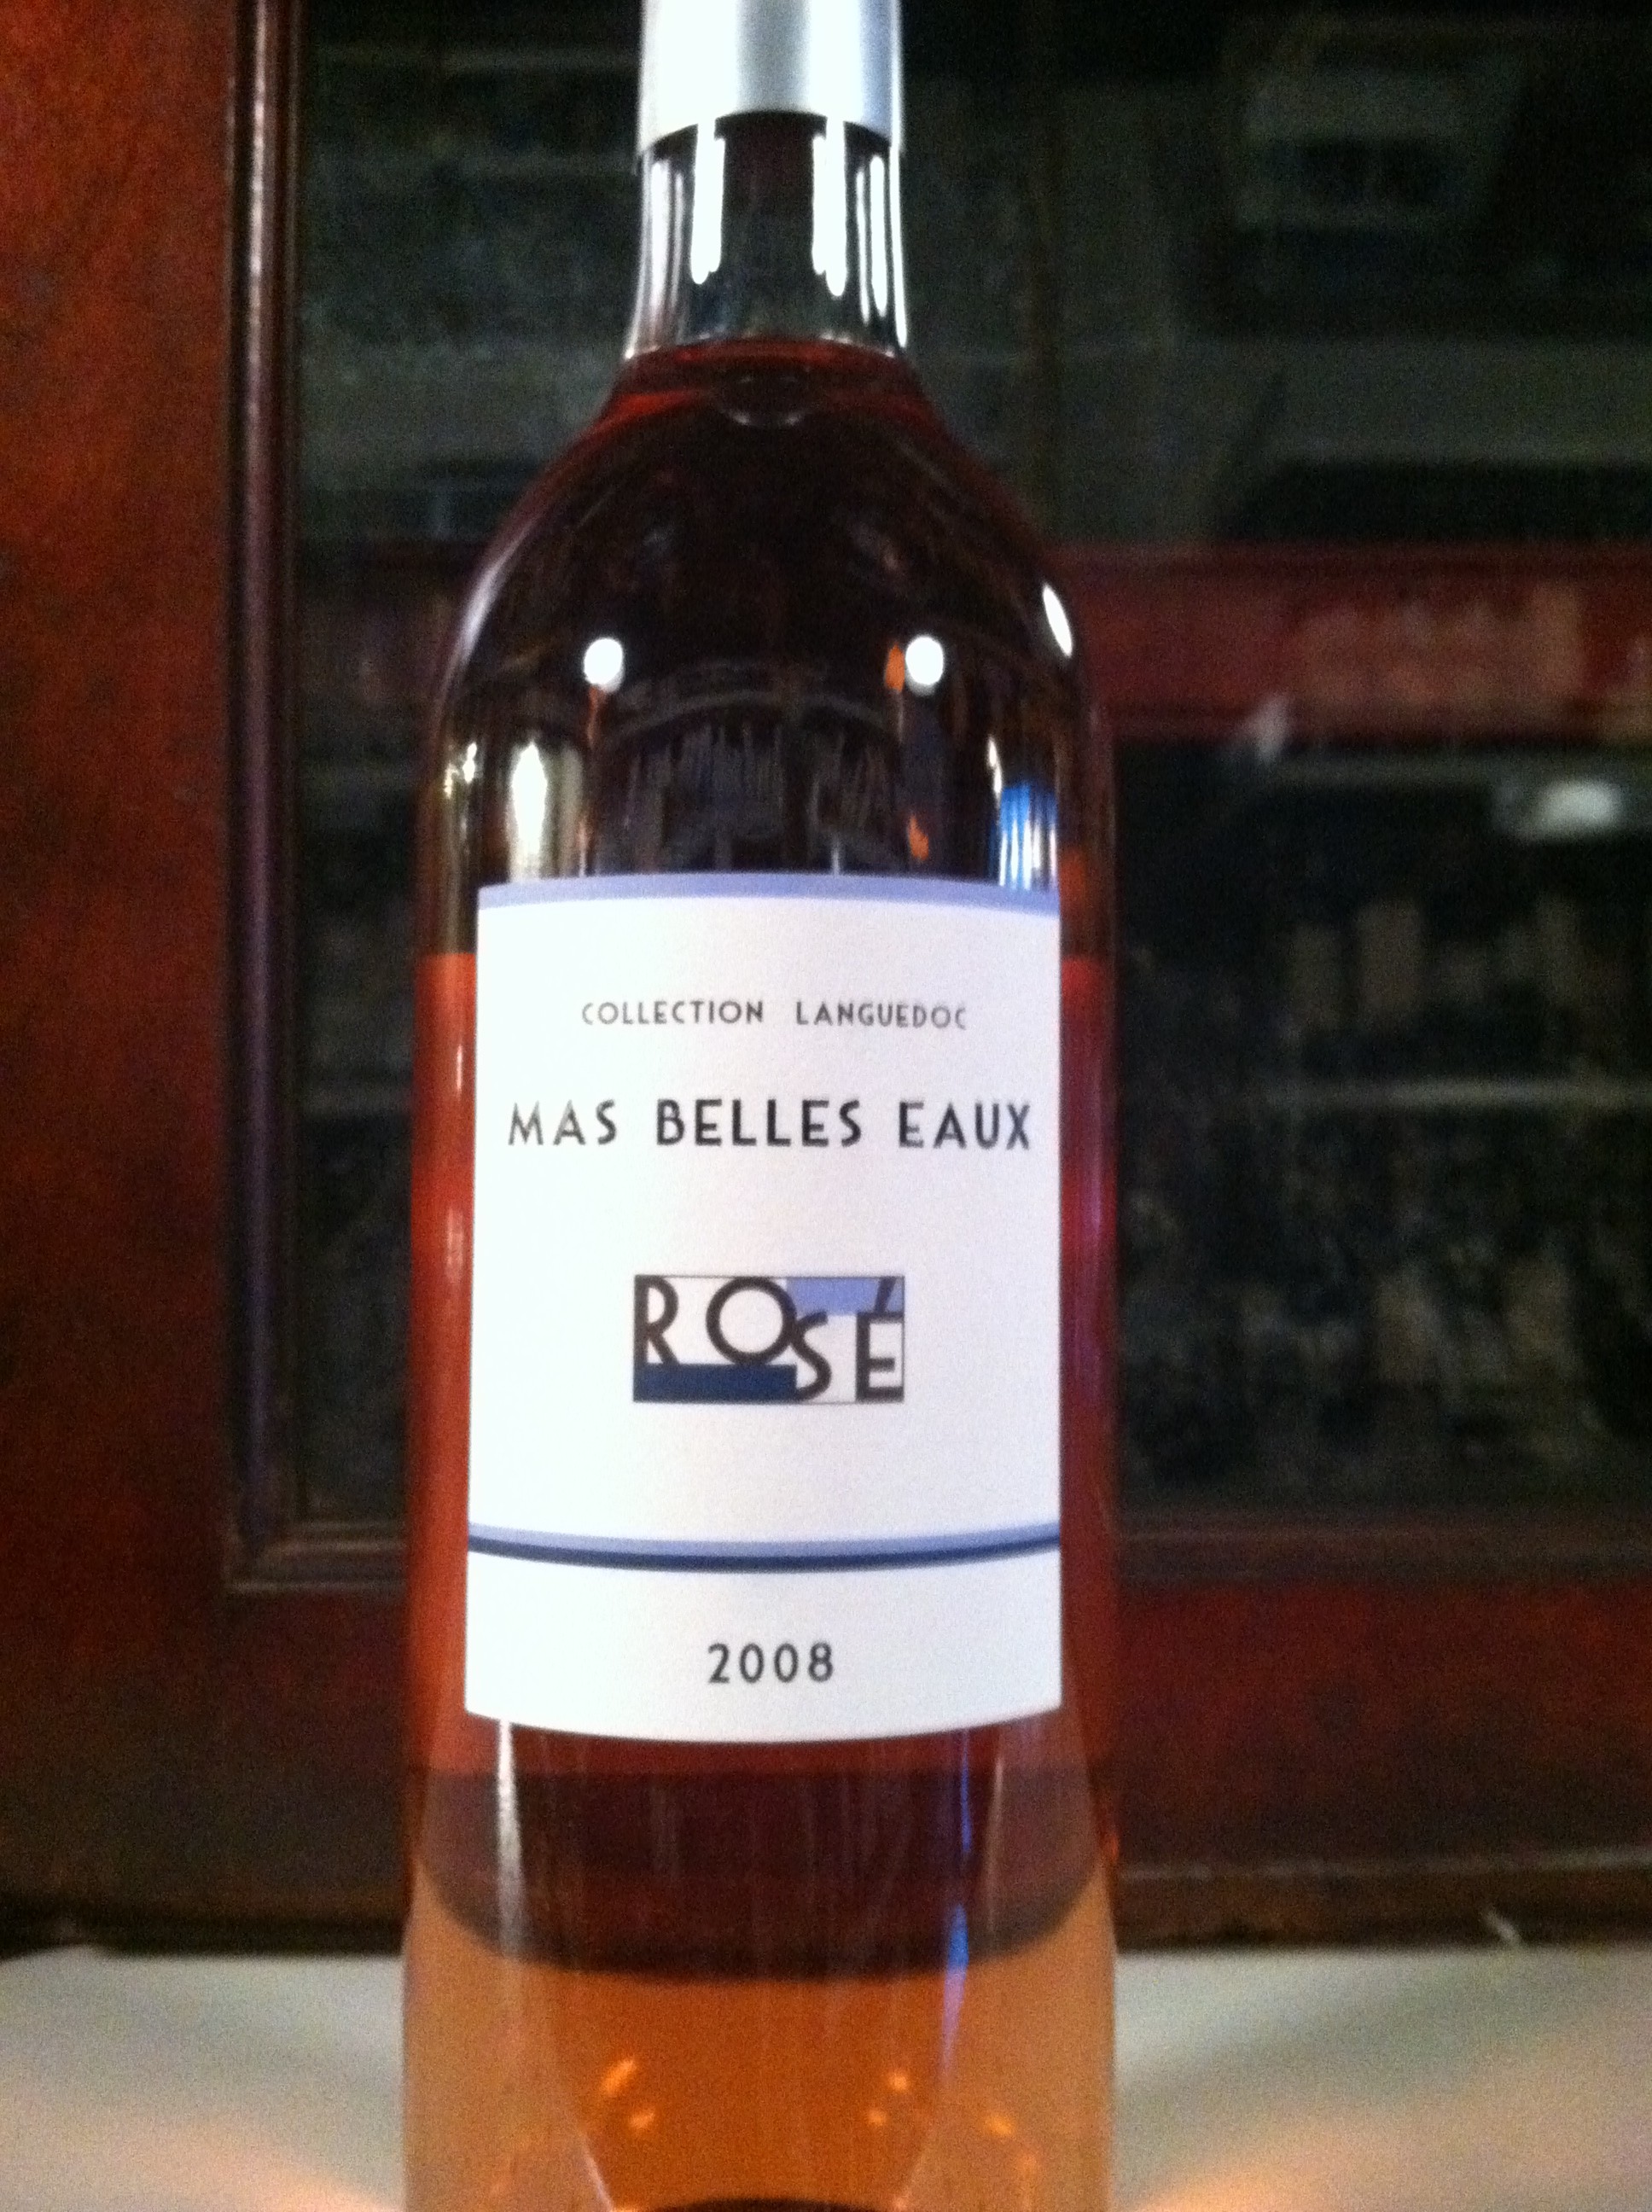 COLLECTION LANGUEDOC
MAS BELLES EAUX
ROSÉ
2008